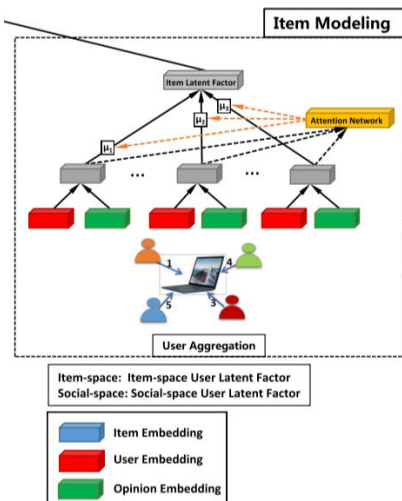 Item Modeling
Item Latent Factor
μ3
μ2
Attention Network
μ1
... ...
1 4
5 3
User Aggregation
Item-space: Item-space User Latent Factor
Social-space: Social-space User Latent Factor
Item Embedding
User Embedding
Opinion Embedding